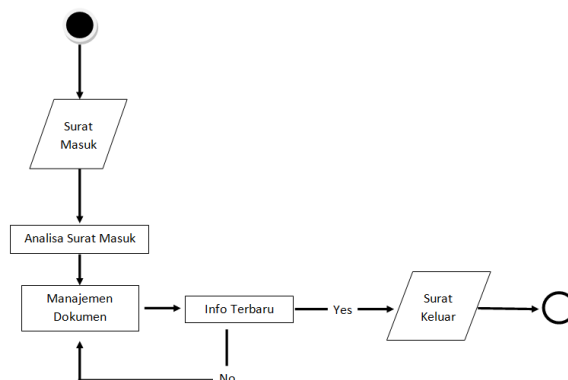 Surat
Masuk
Analisa Surat Masuk
Manajemen
Dokumen
Info Terbaru
Yes
Surat
Keluar
No